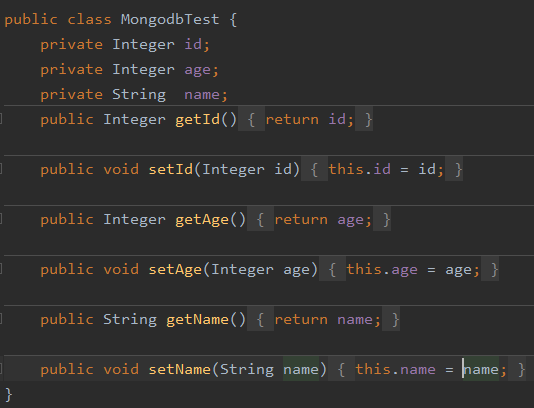 public class MongodbTest {
private Integer id;
private Integer age;
private String  name;
public Integer getId() { return id; }
public void setId(Integer id) { this.id = id; }
public Integer getAge() { return age; }
public void setAge(Integer age) { this.age = age; }
public String getName() { return name; }
public void setName(String name) { this.name = name; }
}